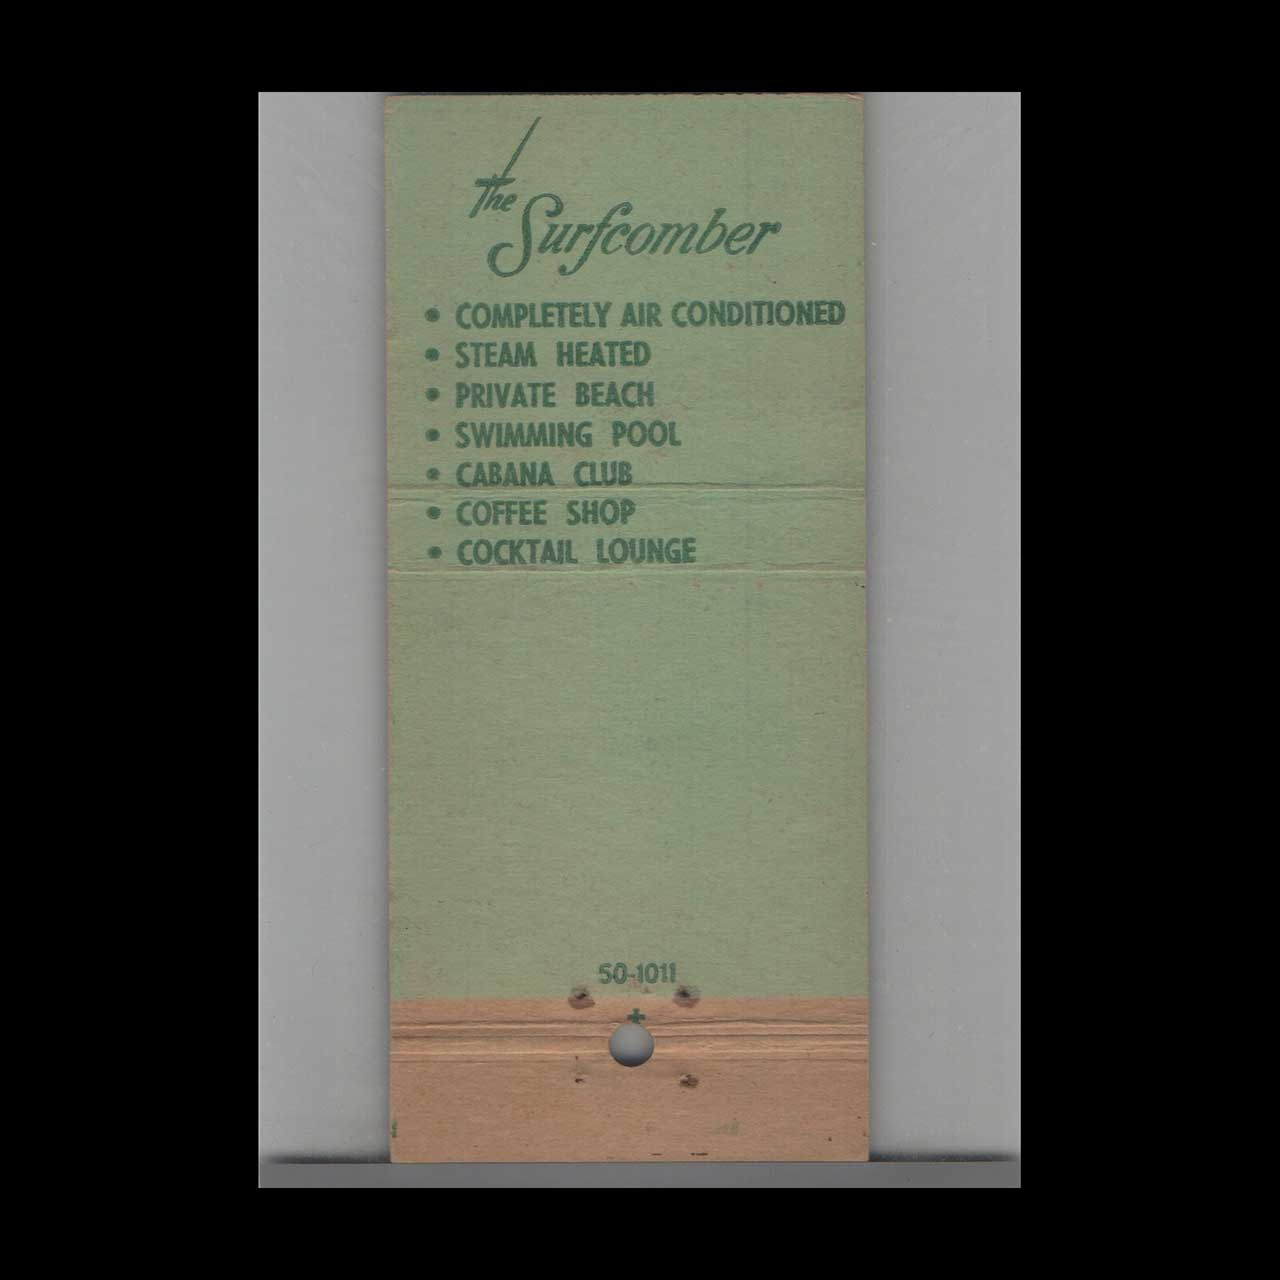 the
Surfcomber
• COMPLETELY AIR CONDITIONED
• STEAM HEATED
• PRIVATE BEACH
• SWIMMING POOL
• CABANA CLUB
• COFFEE SHOP
• COCKTAIL LOUNGE
50-1011